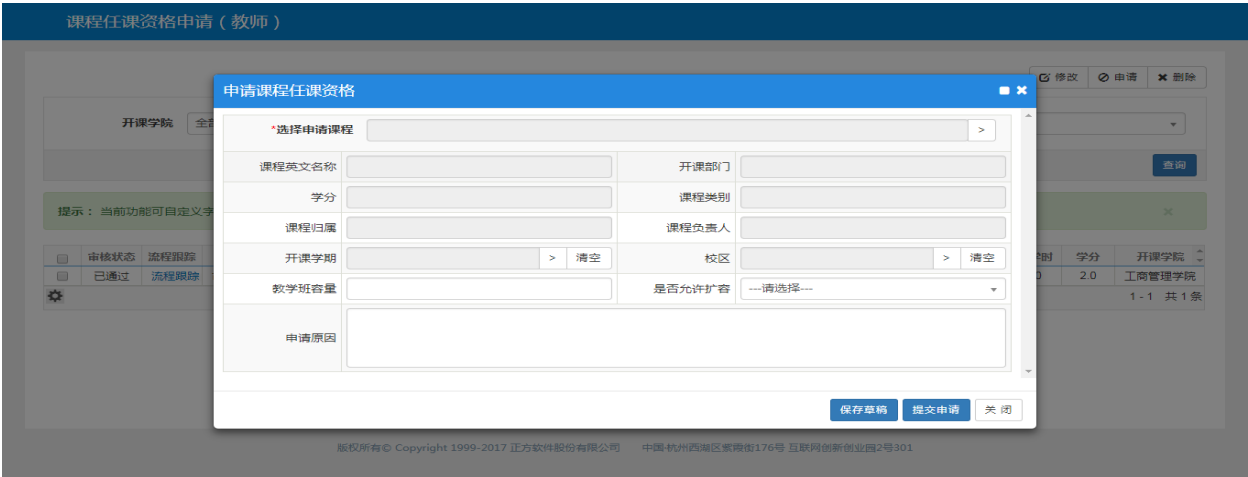 课程任课资格申请（教师）
修改 申请 删除
申请课程任课资格
开课学院 全
*选择申请课程 >
课程英文名称 开课部门
查询
学分 课程类别
提示： 当前功能可自定义字
课程归属 课程负责人
审核状态 流程跟踪 开课学期 > 清空 校区 > 清空 学分 开课学院
已通过 流程跟踪 2.0 工商管理学院
教学班容量 是否允许扩容 ---请选择---
1 - 1 共 1 条
申请原因
保存草稿 提交申请 关 闭
版权所有© Copyright 1999-2017 正方软件股份有限公司 中国·杭州西湖区紫霞街176号 互联网创新创业园2号301